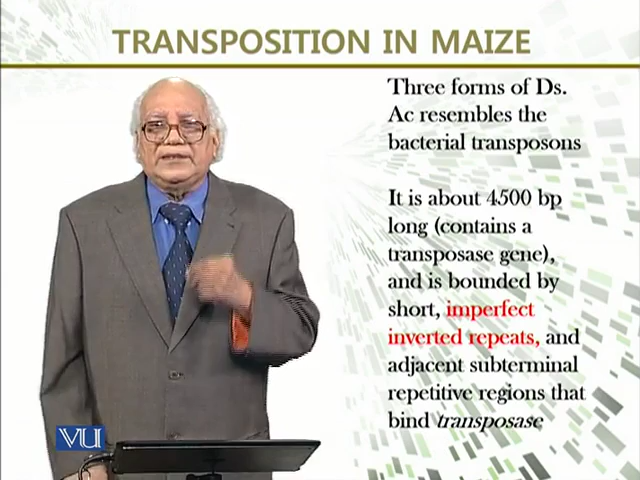 TRANSPOSITION IN MAIZE
Three forms of Ds.
Ac resembles the
bacterial transposons
It is about 4500 bp
long (contains a
transposase gene),
and is bounded by
short, imperfect
inverted repeats, and
adjacent subterminal
repetitive regions that
bind transposase
VU